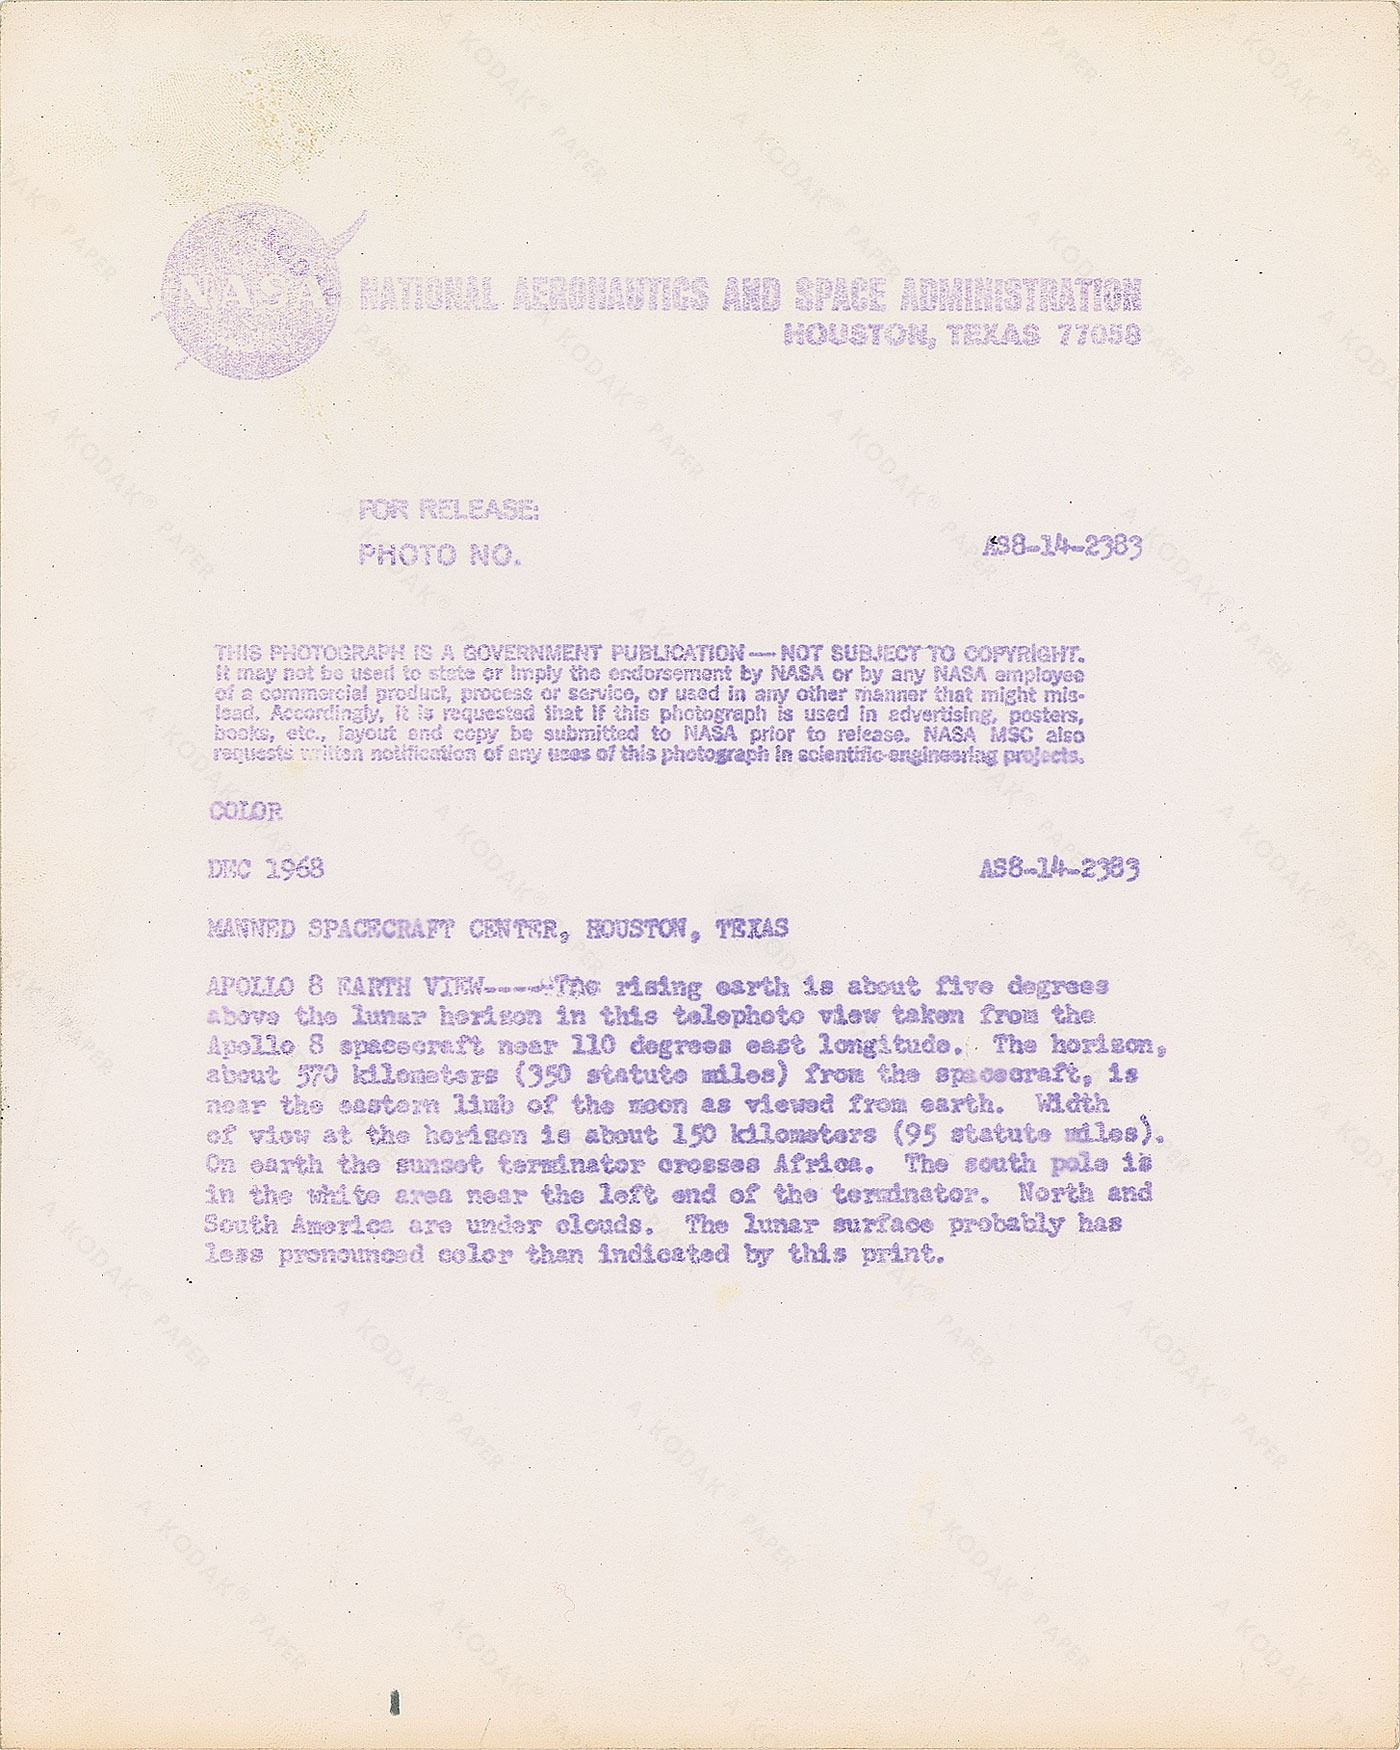 NASA
NATIONAL AERONAUTICS AND SPACE ADMINISTRATION
HOUSTON, TEXAS 77058
FOR RELEASE:
PHOTO NO.
AS8-14-2383
THIS PHOTOGRAPH IS A GOVERNMENT PUBLICATION — NOT SUBJECT TO COPYRIGHT.
It may not be used to state or imply the endorsement by NASA or by any NASA employee
of a commercial product, process or service, or used in any other manner that might mis-
lead. Accordingly, it is requested that if this photograph is used in advertising, posters,
books, etc., layout and copy be submitted to NASA prior to release. NASA MSC also
requests written notification of any uses of this photograph in scientific-engineering projects.
COLOR
DEC 1968
AS8-14-2383
MANNED SPACECRAFT CENTER, HOUSTON, TEXAS
APOLLO 8 EARTH VIEW-----The rising earth is about five degrees
above the lunar horizon in this telephoto view taken from the
Apollo 8 spacecraft near 110 degrees east longitude. The horizon,
about 570 kilometers (350 statute miles) from the spacecraft, is
near the eastern limb of the moon as viewed from earth. Width
of view at the horizon is about 150 kilometers (95 statute miles).
On earth the sunset terminator crosses Africa. The south pole is
in the white area near the left end of the terminator. North and
South America are under clouds. The lunar surface probably has
less pronounced color than indicated by this print.
A KODAK® PAPER